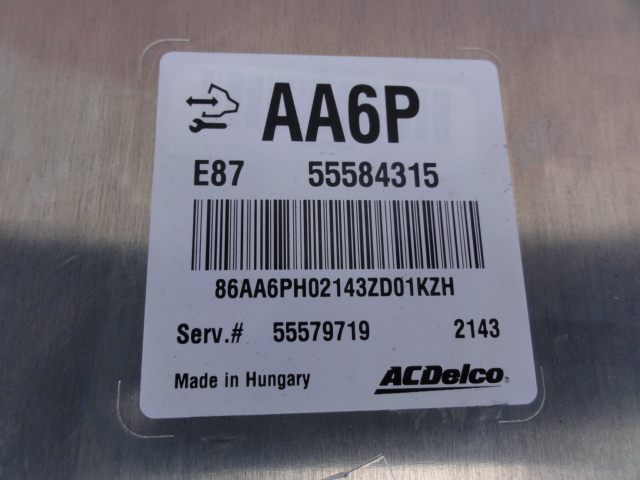 AA6P
E87 55584315
86AA6PH02143ZD01KZH
Serv.# 55579719 2143
Made in Hungary ACDelco®